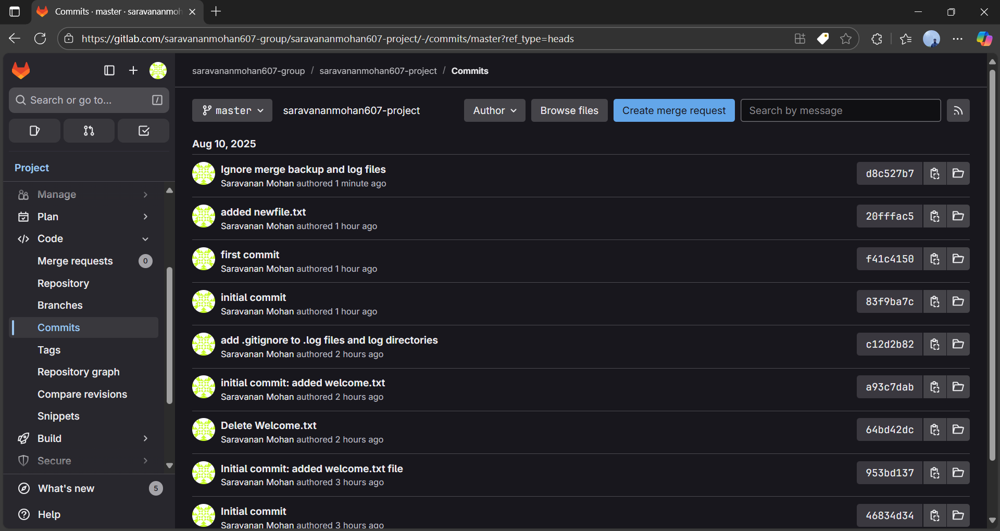 Commits · master · saravananmoh
https://gitlab.com/saravananmohan607-group/saravananmohan607-project/-/commits/master?ref_type=heads
Search or go to...
/
Project
Manage
Plan
Code
Merge requests 0
Repository
Branches
Commits
Tags
Repository graph
Compare revisions
Snippets
Build
Secure
What's new 5
Help
saravananmohan607-group / saravananmohan607-project / Commits
master saravananmohan607-project Author Browse files Create merge request Search by message
Aug 10, 2025
Ignore merge backup and log files
Saravanan Mohan authored 1 minute ago
d8c527b7
added newfile.txt
Saravanan Mohan authored 1 hour ago
20fffac5
first commit
Saravanan Mohan authored 1 hour ago
f41c4150
initial commit
Saravanan Mohan authored 1 hour ago
83f9ba7c
add .gitignore to .log files and log directories
Saravanan Mohan authored 2 hours ago
c12d2b82
initial commit: added welcome.txt
Saravanan Mohan authored 2 hours ago
a93c7dab
Delete Welcome.txt
Saravanan Mohan authored 2 hours ago
64bd42dc
Initial commit: added welcome.txt file
Saravanan Mohan authored 3 hours ago
953bd137
Initial commit
Saravanan Mohan authored 3 hours ago
46834d34